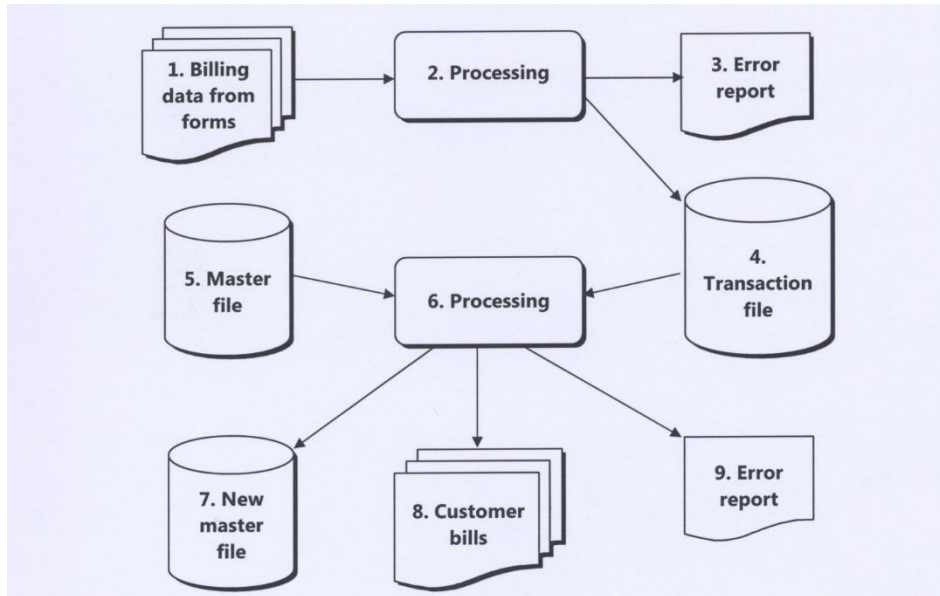 1. Billing
data from
forms
2. Processing
3. Error
report
4.
Transaction
file
5. Master
file
6. Processing
7. New
master
file
8. Customer
bills
9. Error
report